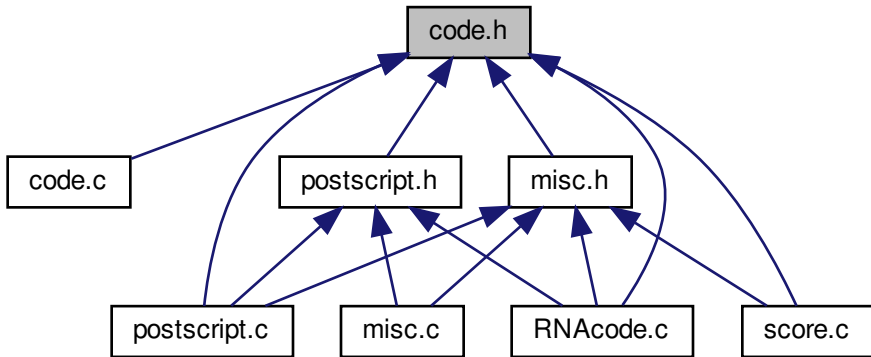 code.h
code.c
postscript.h
misc.h
postscript.c
misc.c
RNAcode.c
score.c